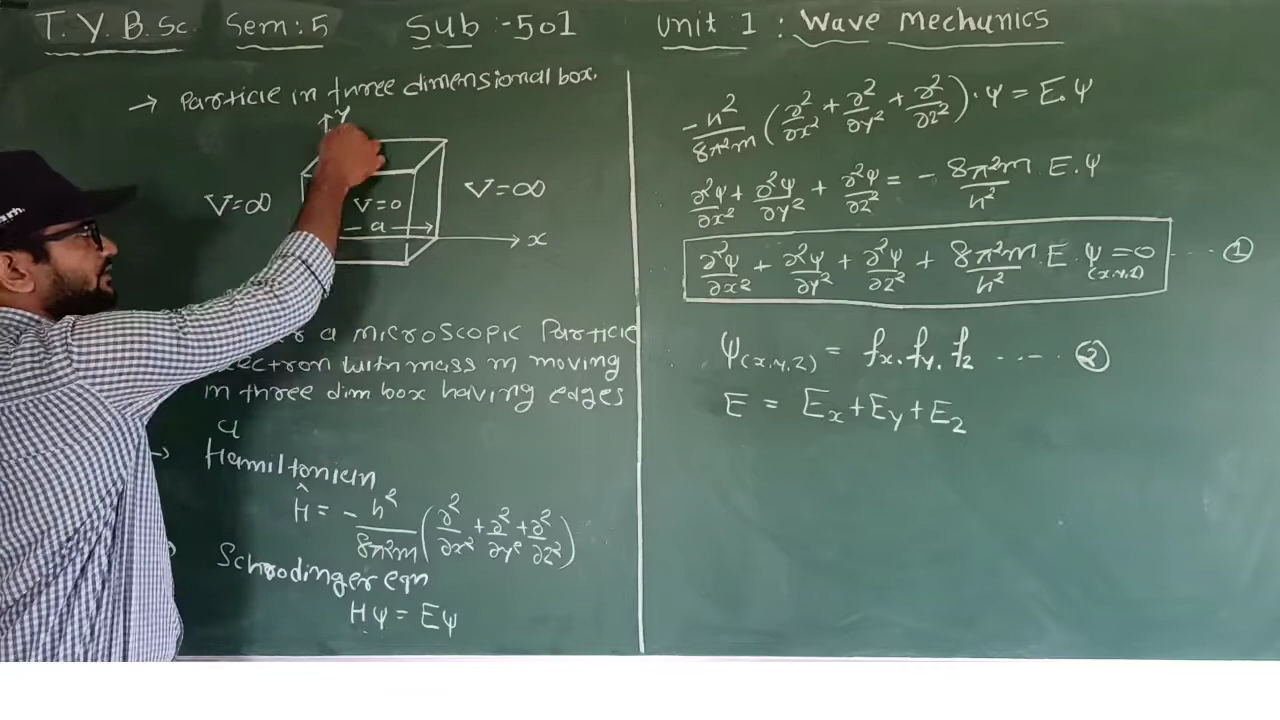 T. Y. B. Sc. Sem: 5 Sub :-501 Unit 1 : Wave Mechanics
→ Particle in three dimensional box.
y
V=∞ V=0 V=∞
a
x
a microscopic Particle
with mass m moving
in three dim box having edges
a
→ Hamiltonian
Ĥ = - h²/8π²m (∂²/∂x² + ∂²/∂y² + ∂²/∂z²)
Schrodinger eqn
Hψ = Eψ
-h²/8π²m (∂²/∂x² + ∂²/∂y² + ∂²/∂z²) · ψ = E.ψ
∂²ψ/∂x² + ∂²ψ/∂y² + ∂²ψ/∂z² = - 8π²m/h² E.ψ
∂²ψ/∂x² + ∂²ψ/∂y² + ∂²ψ/∂z² + 8π²m/h² E.ψ(x,y,z) = 0 ---- ①
ψ(x,y,z) = fx. fy. fz ---- ②
E = Ex + Ey + Ez